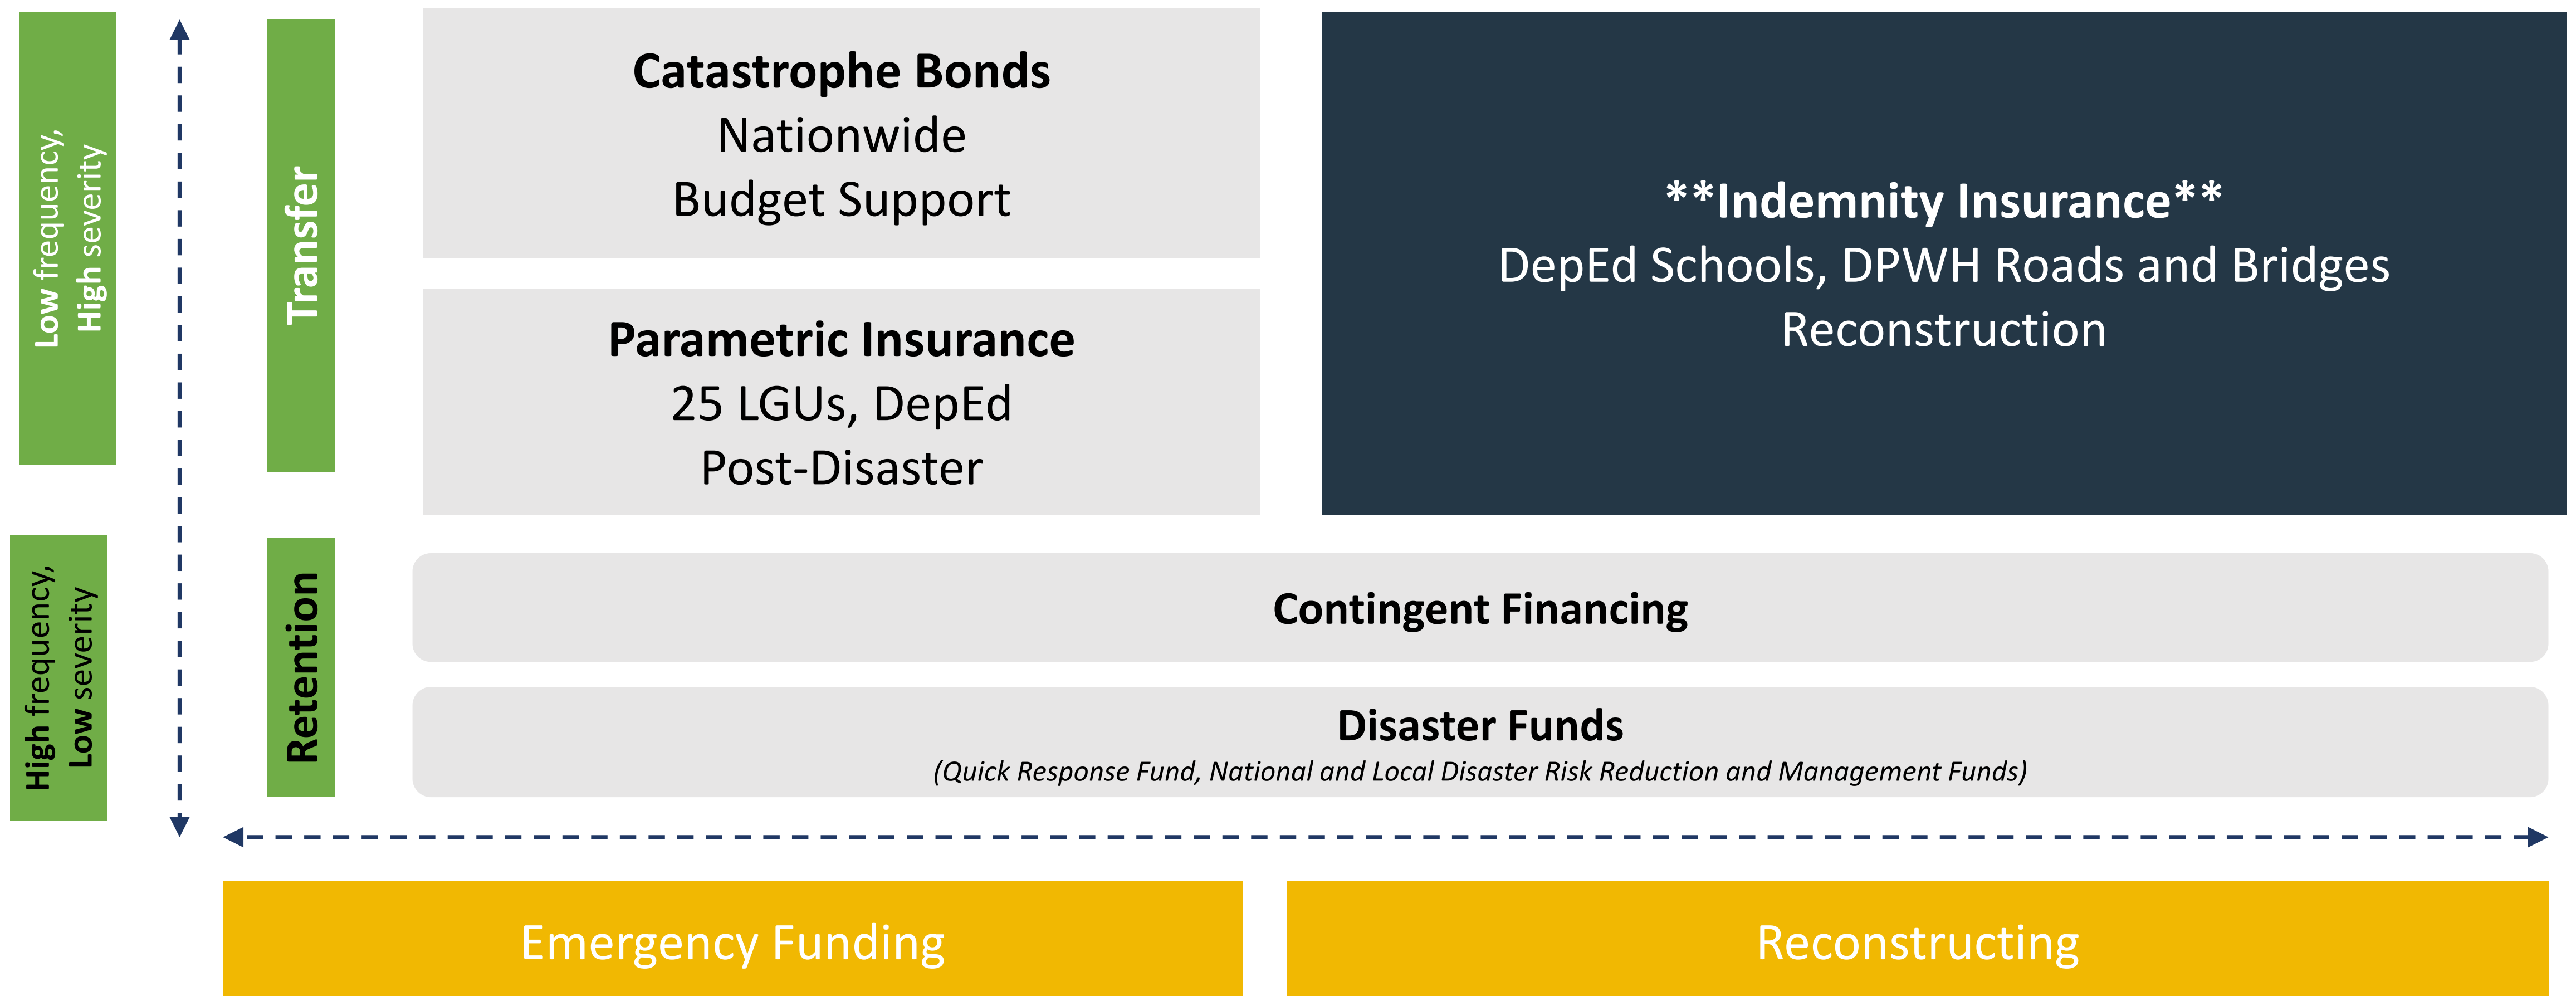 Low frequency,
High severity
Transfer
Catastrophe Bonds
Nationwide
Budget Support
**Indemnity Insurance**
DepEd Schools, DPWH Roads and Bridges
Reconstruction
Parametric Insurance
25 LGUs, DepEd
Post-Disaster
High frequency,
Low severity
Retention
Contingent Financing
Disaster Funds
(Quick Response Fund, National and Local Disaster Risk Reduction and Management Funds)
Emergency Funding
Reconstructing